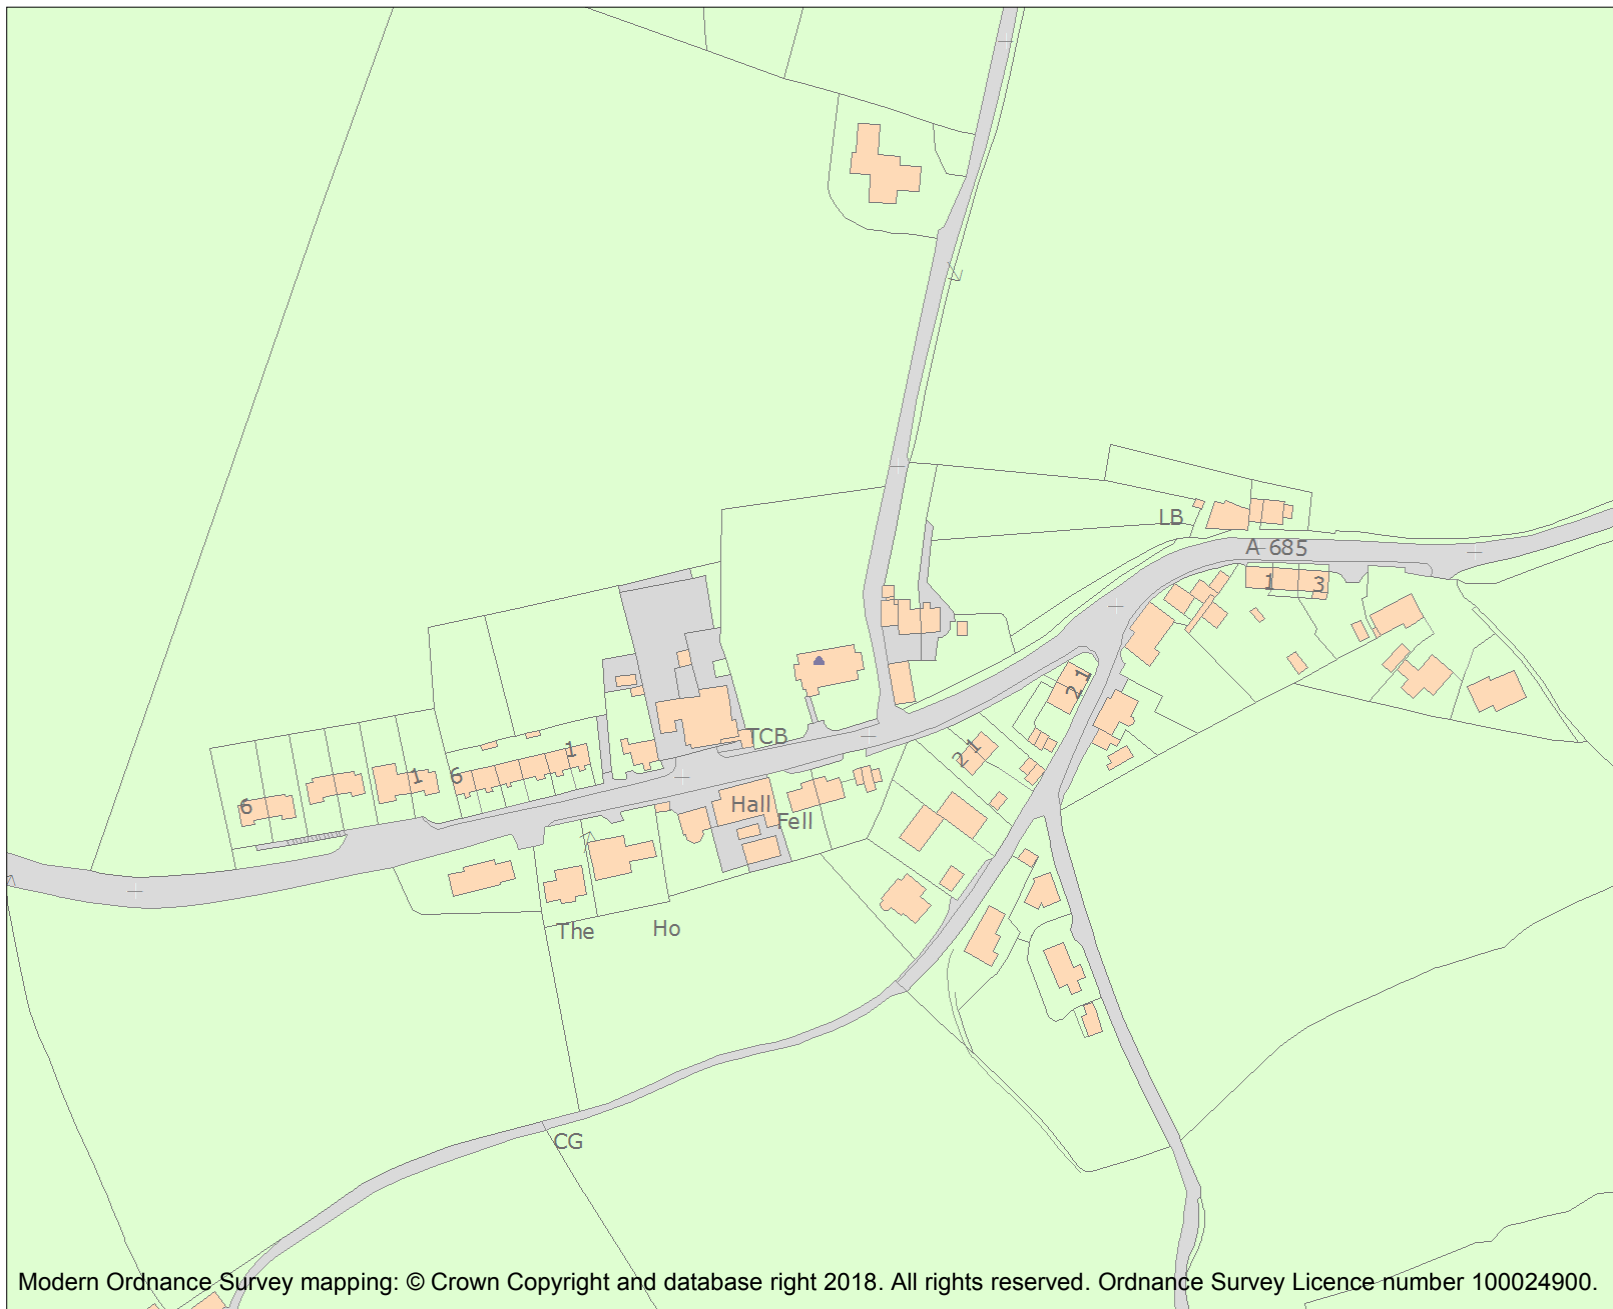 LB
A 685
1
3
2 1
TCB
2 1
1
6
1
6
Hall
Fell
The
Ho
CG
Modern Ordnance Survey mapping: © Crown Copyright and database right 2018. All rights reserved. Ordnance Survey Licence number 100024900.